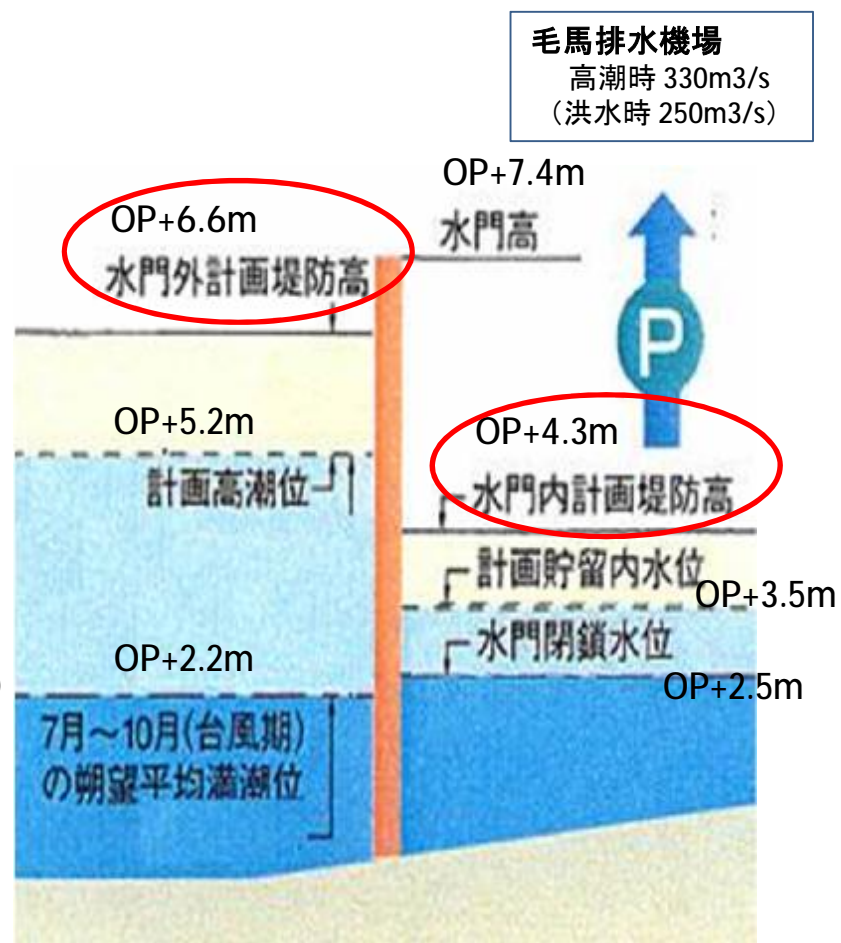 毛馬排水機場
高潮時 330m3/s
（洪水時 250m3/s）
OP+7.4m
水門高
OP+6.6m
水門外計画堤防高
P
OP+5.2m
計画高潮位
OP+4.3m
水門内計画堤防高
計画貯留内水位
OP+3.5m
水門閉鎖水位
OP+2.5m
OP+2.2m
7月～10月(台風期)
の朔望平均満潮位